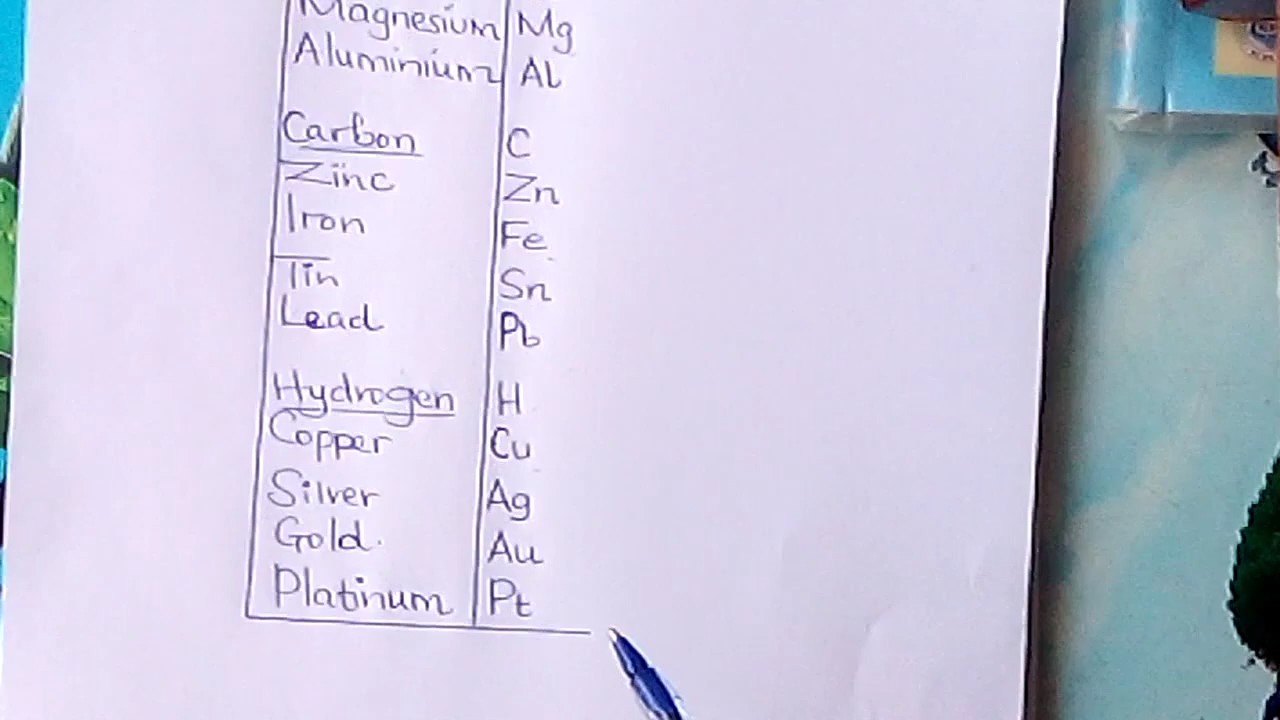 Magnesium Mg
Aluminium Al
Carbon C
Zinc Zn
Iron Fe
Tin Sn
Lead Pb
Hydrogen H
Copper Cu
Silver Ag
Gold. Au
Platinum Pt